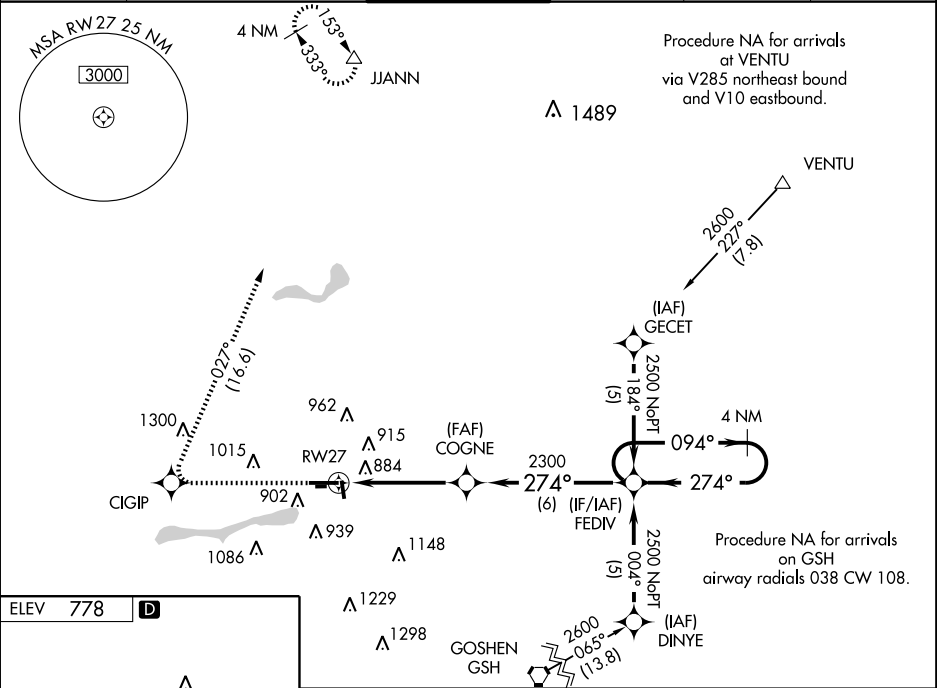 MSA RW27 25 NM
3000
4 NM
153°
333°
JJANN
Procedure NA for arrivals
at VENTU
via V285 northeast bound
and V10 eastbound.
1489
VENTU
2600
227°
(7.8)
(IAF)
GECET
2500 NoPT
184°
(5)
027°
(16.6)
4 NM
094°
274°
1300
962
915
1015
884
RW27
(FAF)
COGNE
2300
274°
(6)
(IF/IAF)
FEDIV
CIGIP
902
939
1086
1148
2500 NoPT
004°
(5)
Procedure NA for arrivals
on GSH
airway radials 038 CW 108.
1229
1298
ELEV 778 D
GOSHEN
GSH
2600
065°
(13.8)
(IAF)
DINYE